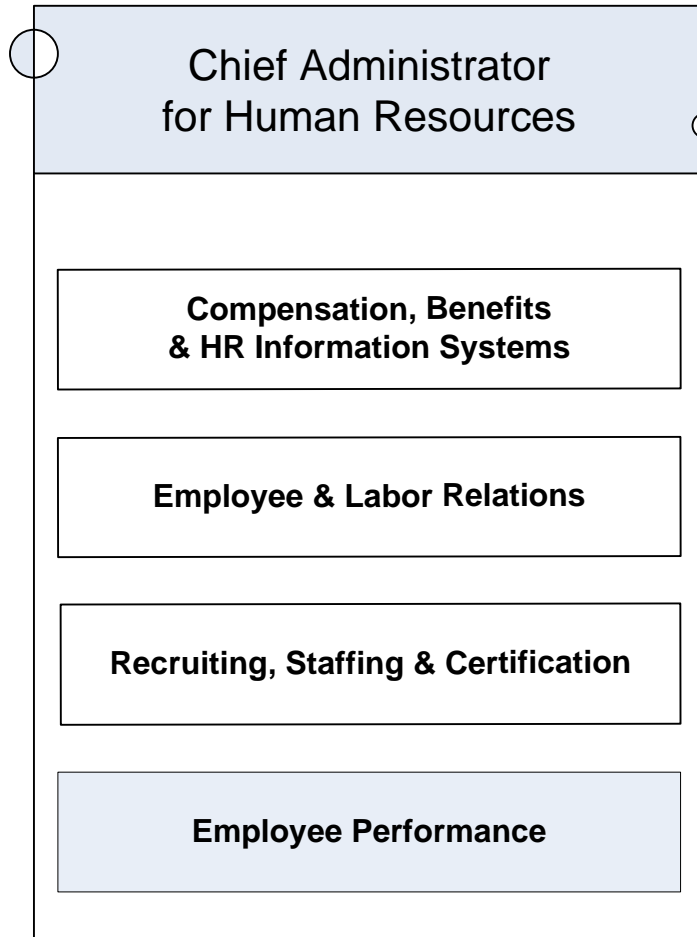 Chief Administrator
for Human Resources
Compensation, Benefits
& HR Information Systems
Employee & Labor Relations
Recruiting, Staffing & Certification
Employee Performance